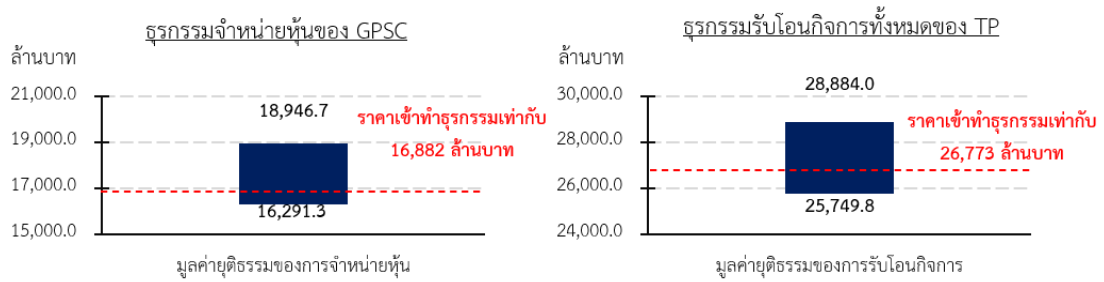 ธุรกรรมจำหน่ายหุ้นของ GPSC
ล้านบาท
21,000.0
18,946.7
ราคาเข้าทำธุรกรรมเท่ากับ
19,000.0
16,882 ล้านบาท
17,000.0
16,291.3
15,000.0
มูลค่ายุติธรรมของการจำหน่ายหุ้น
ธุรกรรมรับโอนกิจการทั้งหมดของ TP
ล้านบาท
30,000.0
28,884.0
ราคาเข้าทำธุรกรรมเท่ากับ
28,000.0
26,773 ล้านบาท
26,000.0
25,749.8
24,000.0
มูลค่ายุติธรรมของการรับโอนกิจการ